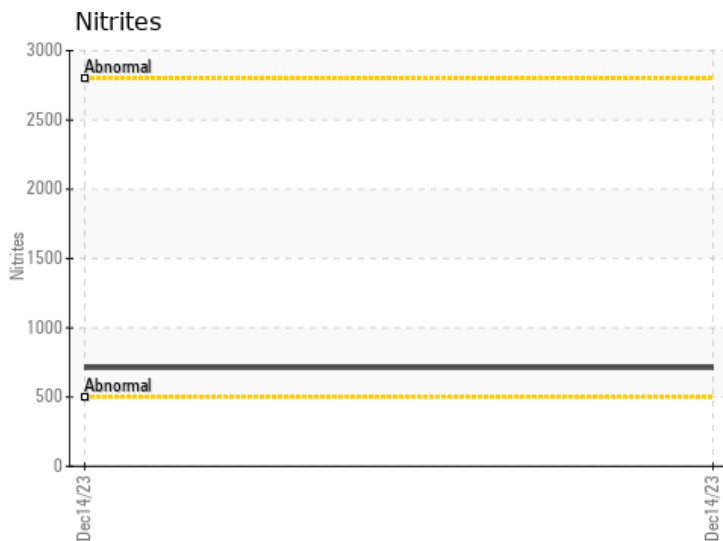 Nitrites
3000
Abnormal
2500
2000
Nitrites
1500
1000
Abnormal
500
0
Dec14/23
Dec14/23